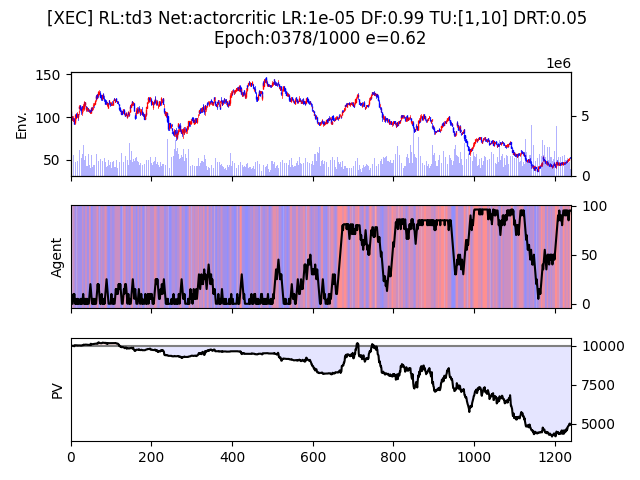 [XEC] RL:td3 Net:actorcritic LR:1e-05 DF:0.99 TU:[1,10] DRT:0.05
Epoch:0378/1000 e=0.62
1e6
150
100
50
Env.
5
0
Agent
100
50
0
PV
10000
7500
5000
0 200 400 600 800 1000 1200